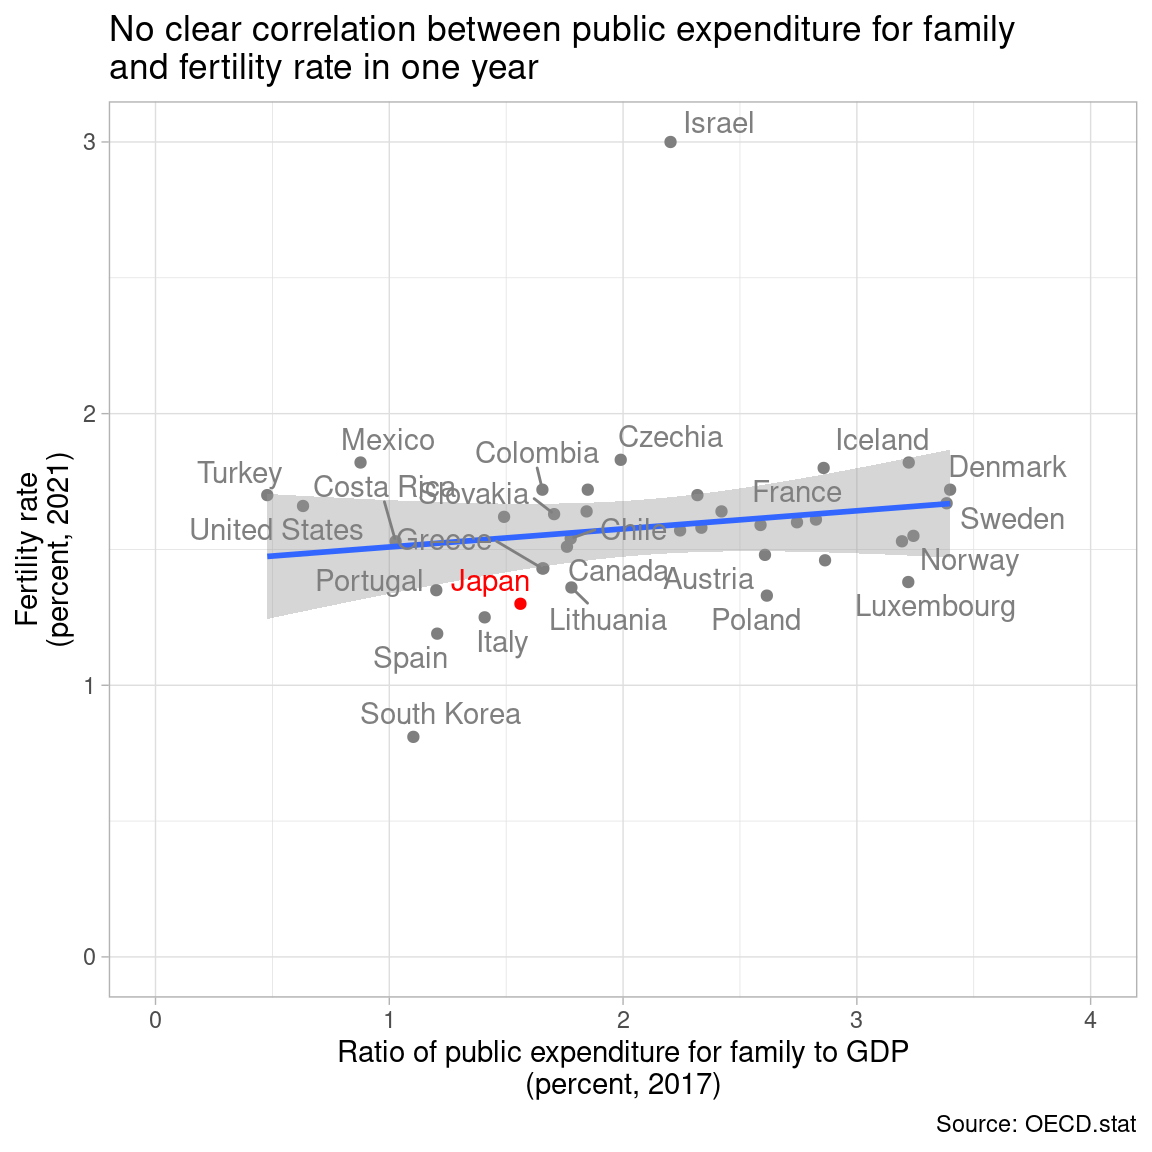 No clear correlation between public expenditure for family
and fertility rate in one year
Fertility rate
(percent, 2021)
3
2
1
0
Israel
Czechia
Mexico
Iceland
Colombia
Denmark
Turkey
Costa Rica
Slovakia
France
Sweden
United States
Chile
Greece
Norway
Canada
Austria
Portugal
Japan
Luxembourg
Lithuania
Poland
Italy
Spain
South Korea
0 1 2 3 4
Ratio of public expenditure for family to GDP
(percent, 2017)
Source: OECD.stat